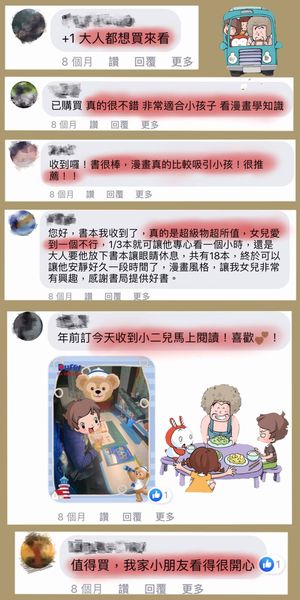 +1 大人都想買來看
8 個月 讚 回覆 更多
已購買 真的很不錯 非常適合小孩子 看漫畫學知識
8 個月 讚 回覆 更多
收到囉！書很棒，漫畫真的比較吸引小孩！很推
薦！！
8 個月 讚 回覆 更多
您好，書本我收到了，真的是超級物超所值，女兒愛
到一個不行，1/3本就可讓他專心看一個小時，還是
大人要他放下書本讓眼睛休息，共有18本，終於可以
讓他安靜好久一段時間了，漫畫風格，讓我女兒非常
有興趣，感謝書局提供好書。
8 個月 讚 回覆 更多
年前訂今天收到小二兒馬上閱讀！喜歡💕！
Duffy
1
8 個月 讚 回覆 更多
值得買，我家小朋友看得很開心
1
8 個月 讚 回覆 更多